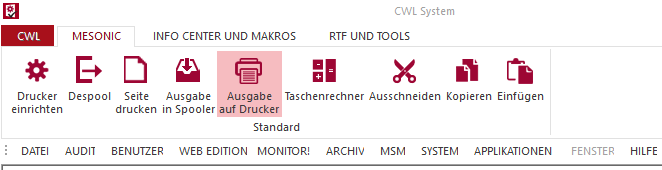 CWL System
CWL MESONIC INFO CENTER UND MAKROS RTF UND TOOLS
Drucker einrichten Despool Seite drucken Ausgabe in Spooler Ausgabe auf Drucker Taschenrechner Ausschneiden Kopieren Einfügen
Standard
DATEI AUDIT BENUTZER WEB EDITION MONITOR! ARCHIV MSM SYSTEM APPLIKATIONEN FENSTER HILFE